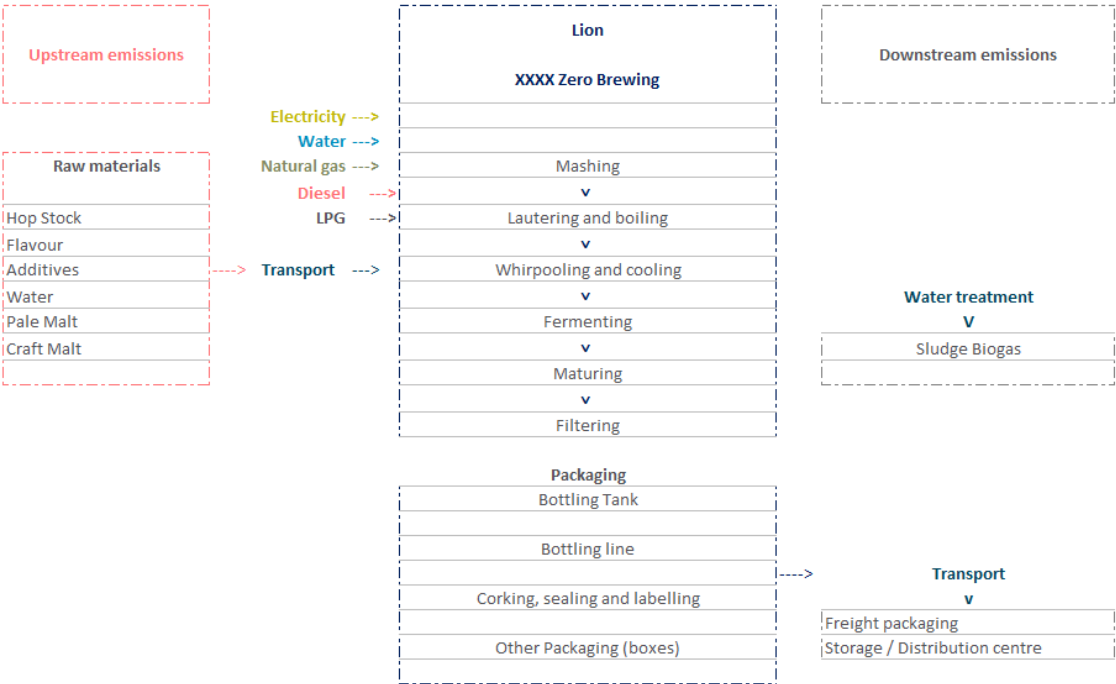 Upstream emissions
Lion
XXXX Zero Brewing
Downstream emissions
Electricity --->
Water --->
Natural gas --->
Diesel --->
LPG --->
Raw materials
Hop Stock
Flavour
Additives
Water
Pale Malt
Craft Malt
----> Transport --->
Mashing
v
Lautering and boiling
v
Whirpooling and cooling
v
Fermenting
v
Maturing
v
Filtering
Packaging
Bottling Tank
Bottling line
Corking, sealing and labelling
Other Packaging (boxes)
Water treatment
V
Sludge Biogas
----> Transport
v
Freight packaging
Storage / Distribution centre